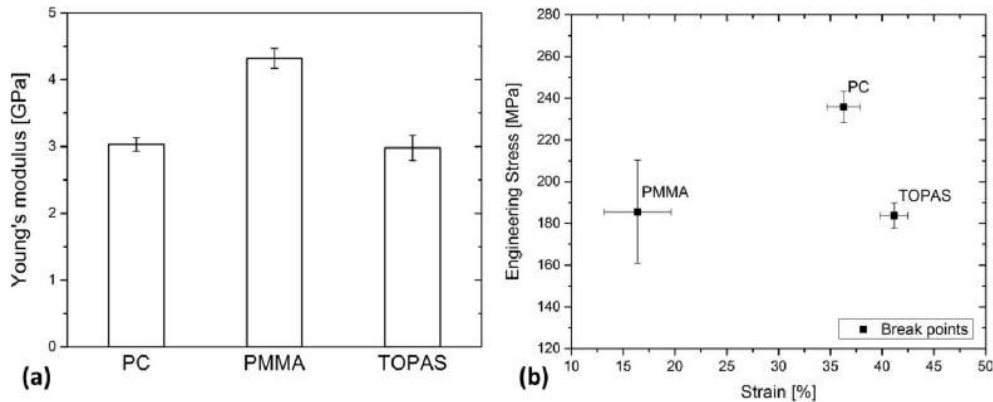 Young's modulus [GPa]
5
4
3
2
1
0
PC PMMA TOPAS
(a)
Engineering Stress [MPa]
280
260
240
220
200
180
160
140
120
PC
PMMA
TOPAS
Break points
10 15 20 25 30 35 40 45 50
Strain [%]
(b)